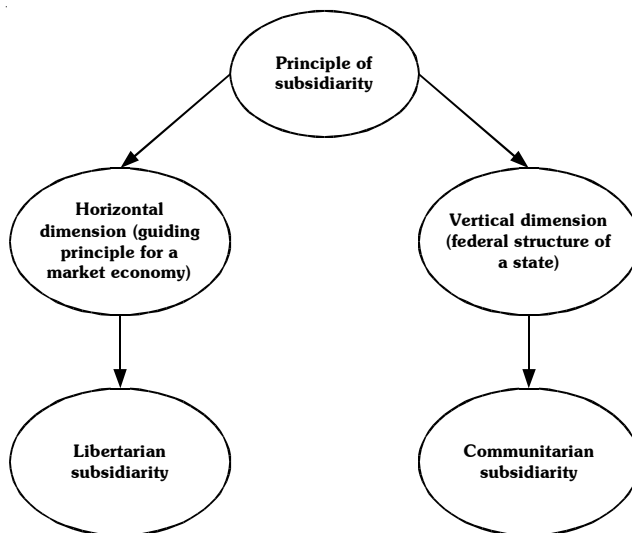 Principle of
subsidiarity
Horizontal
dimension (guiding
principle for a
market economy)
Vertical dimension
(federal structure of
a state)
Libertarian
subsidiarity
Communitarian
subsidiarity